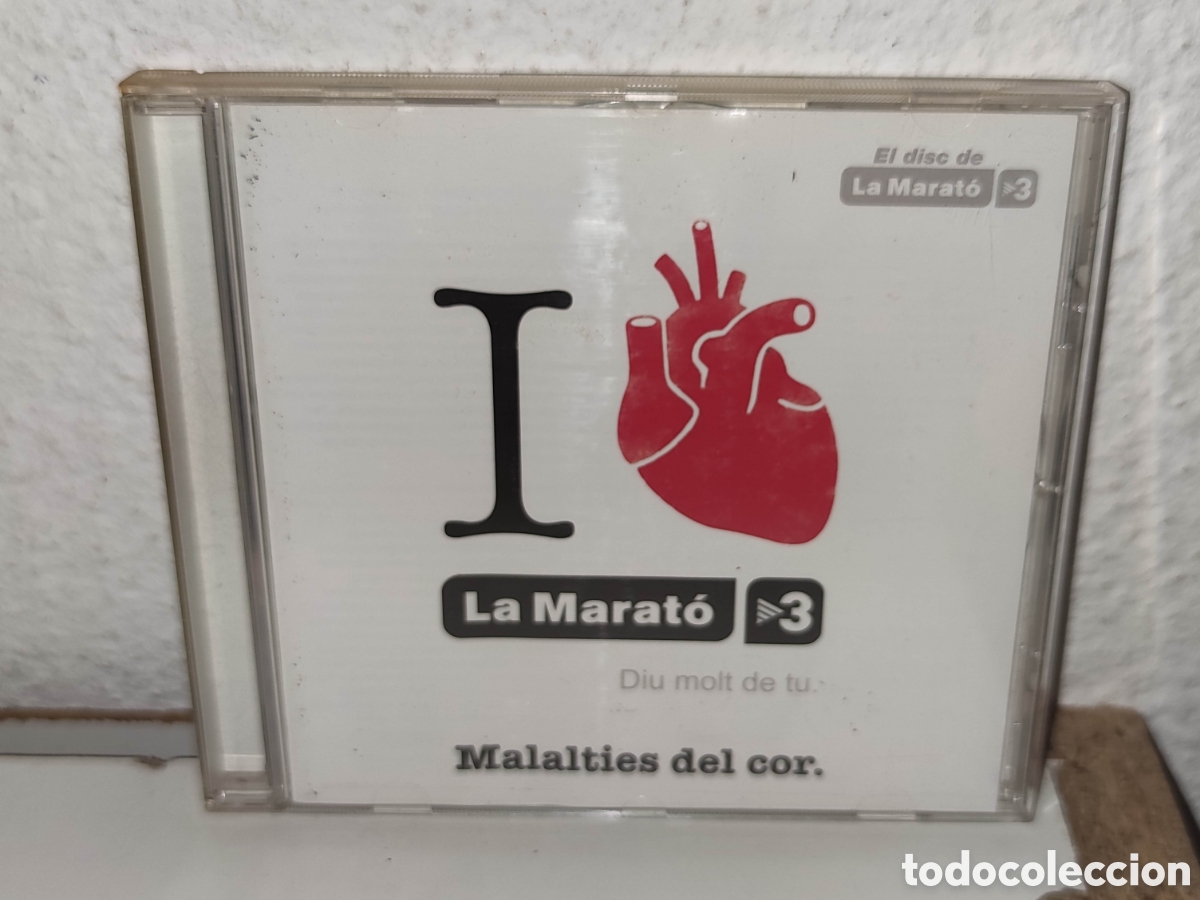 El disc de
La Marató 3
I
La Marató 3
Diu molt de tu.
Malalties del cor.
todocoleccion